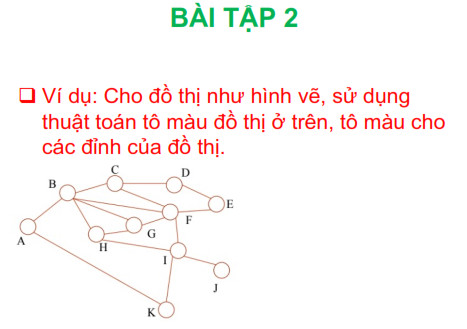 BÀI TẬP 2
❑ Ví dụ: Cho đồ thị như hình vẽ, sử dụng
thuật toán tô màu đồ thị ở trên, tô màu cho
các đỉnh của đồ thị.
C
D
B
E
F
G
A
H
I
J
K